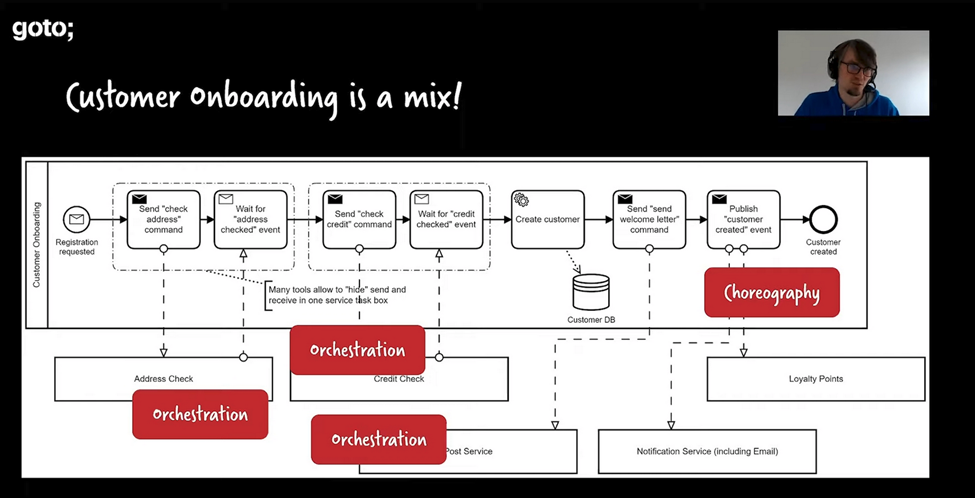 goto;
Customer Onboarding is a mix!
Customer Onboarding
Registration
requested
Send "check
address"
command
Wait for
"address
checked" event
Send "check
credit" command
Wait for "credit
checked" event
Create customer
Send "send
welcome letter"
command
Publish
"customer
created" event
Customer
created
Many tools allow to "hide" send and
receive in one service task box
Customer DB
Choreography
Orchestration
Address Check
Credit Check
Loyalty Points
Orchestration
Orchestration
Post Service
Notification Service (including Email)